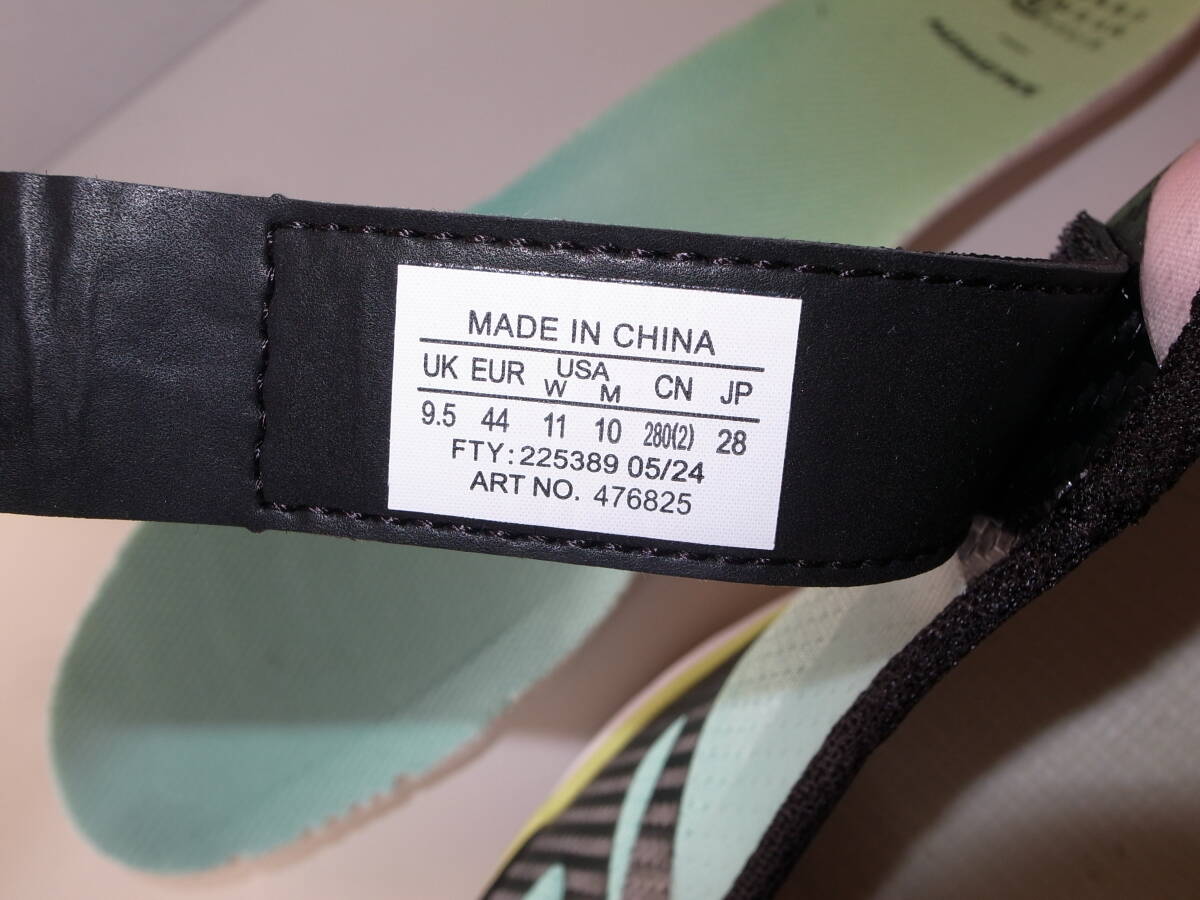 MADE IN CHINA
UK EUR USA W M CN JP
9.5 44 11 10 280(2) 28
FTY: 225389 05/24
ART NO. 476825